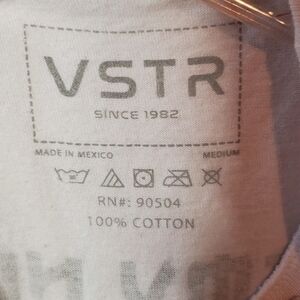 VSTR
SINCE 1982
MADE IN MEXICO MEDIUM
RN#: 90504
100% COTTON